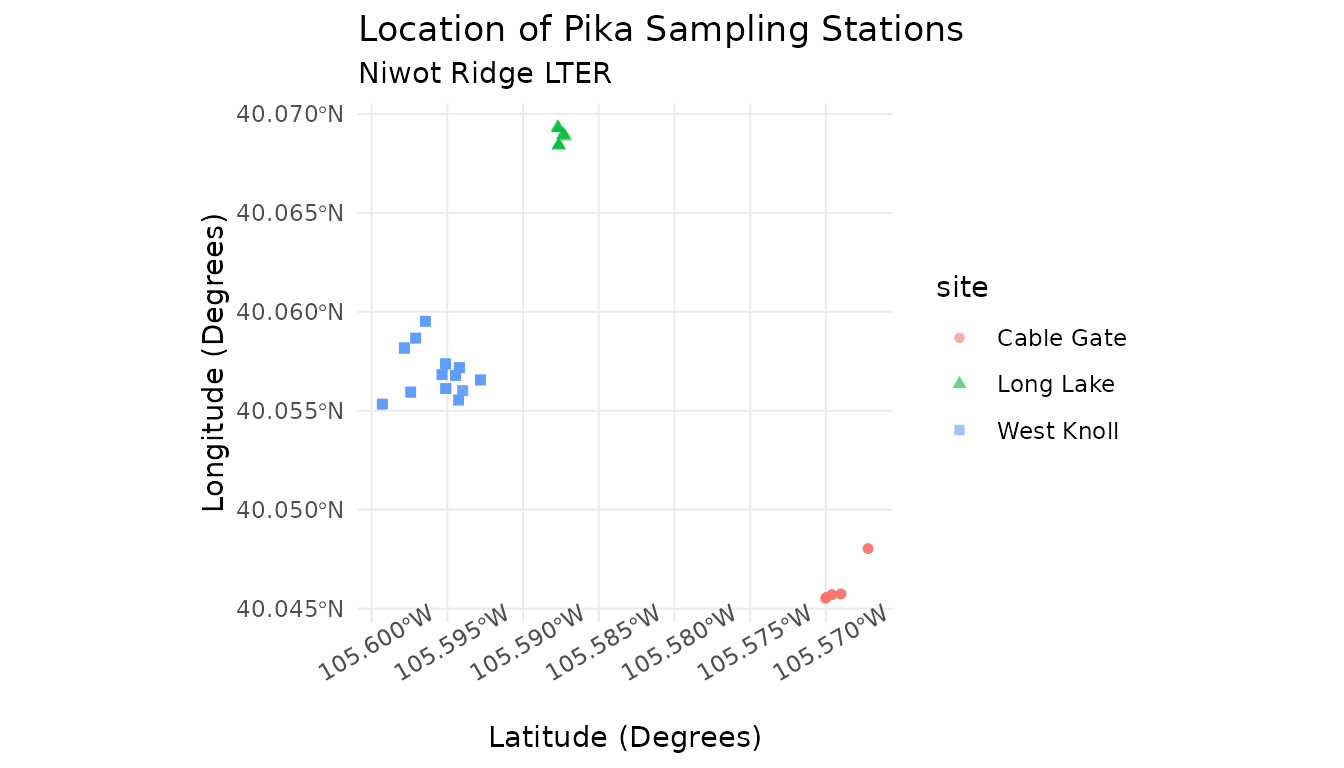 Location of Pika Sampling Stations
Niwot Ridge LTER
Longitude (Degrees)
40.070°N
40.065°N
40.060°N
40.055°N
40.050°N
40.045°N
105.600°W
105.595°W
105.590°W
105.585°W
105.580°W
105.575°W
105.570°W
Latitude (Degrees)
site
Cable Gate
Long Lake
West Knoll